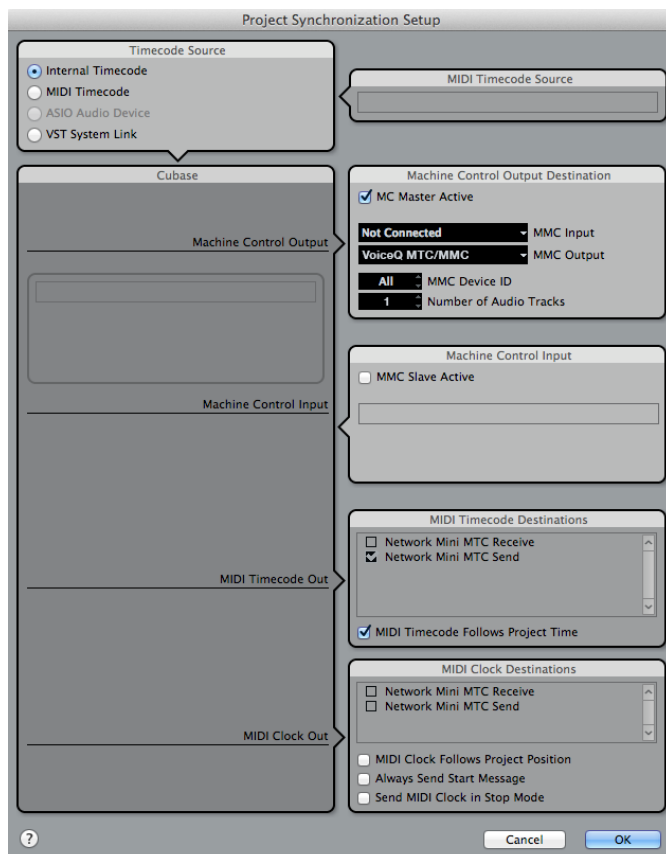 Project Synchronization Setup
Timecode Source
Internal Timecode
MIDI Timecode
ASIO Audio Device
VST System Link
MIDI Timecode Source
Cubase
Machine Control Output
Machine Control Input
MIDI Timecode Out
MIDI Clock Out
Machine Control Output Destination
MC Master Active
Not Connected MMC Input
VoiceQ MTC/MMC MMC Output
All MMC Device ID
1 Number of Audio Tracks
Machine Control Input
MMC Slave Active
MIDI Timecode Destinations
Network Mini MTC Receive
Network Mini MTC Send
MIDI Timecode Follows Project Time
MIDI Clock Destinations
Network Mini MTC Receive
Network Mini MTC Send
MIDI Clock Follows Project Position
Always Send Start Message
Send MIDI Clock in Stop Mode
?
Cancel
OK